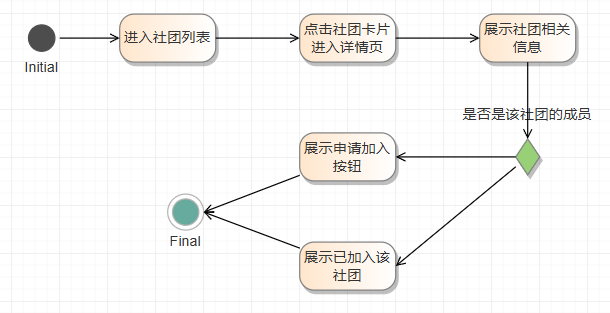 Initial
进入社团列表
点击社团卡片
进入详情页
展示社团相关
信息
是否是该社团的成员
展示申请加入
按钮
Final
展示已加入该
社团